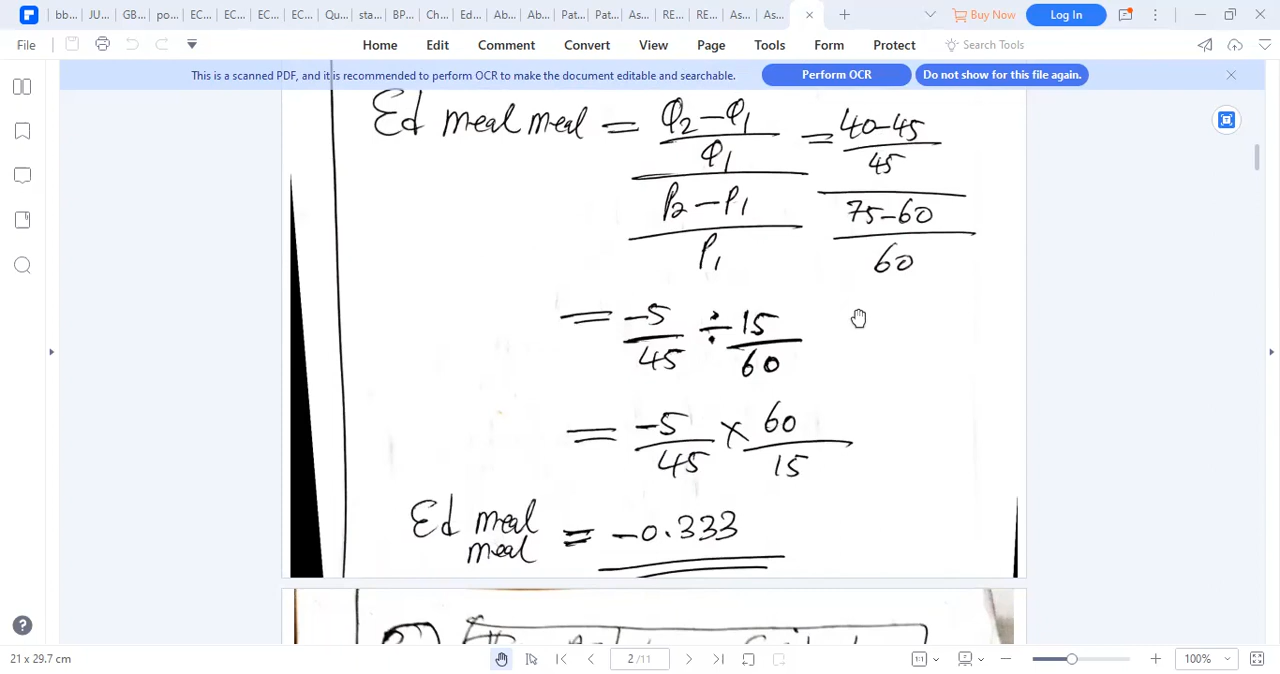 bb... JU... GB... po... EC... EC... EC... EC... Qu... sta... BP... Ch... Ed... Ab... Ab... Pat... Pat... As... RE... RE... As... As... Buy Now Log In
File Home Edit Comment Convert View Page Tools Form Protect Search Tools
This is a scanned PDF, and it is recommended to perform OCR to make the document editable and searchable. Perform OCR Do not show for this file again.
Ed meal meal = Q2 – Q1 = 40 – 45
Q1 45
P2 – P1 75 – 60
P1 60
= –5 ÷ 15
45 60
= –5 × 60
45 15
Ed meal = –0.333
meal
21 x 29.7 cm 2 /11 1:1 100%